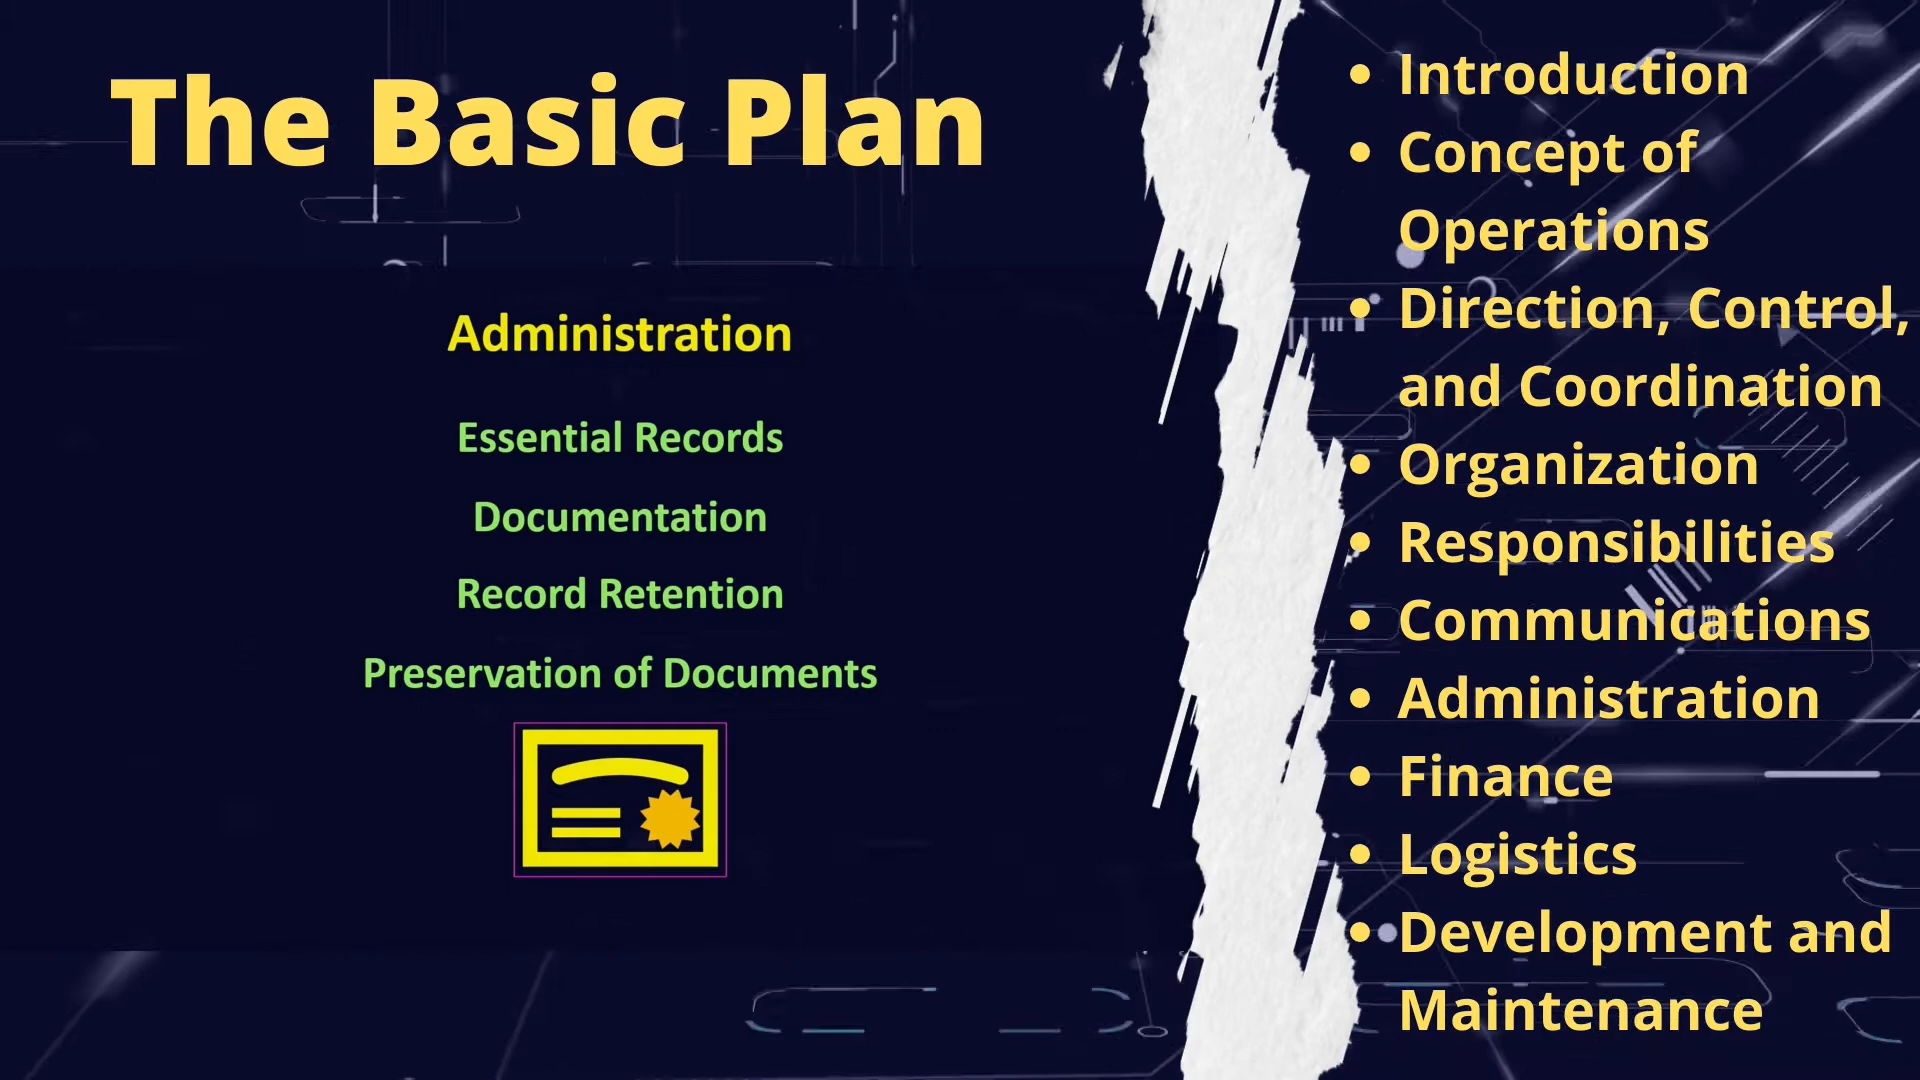 The Basic Plan
Administration
Essential Records
Documentation
Record Retention
Preservation of Documents
• Introduction
• Concept of
Operations
• Direction, Control,
and Coordination
• Organization
• Responsibilities
• Communications
• Administration
• Finance
• Logistics
• Development and
Maintenance